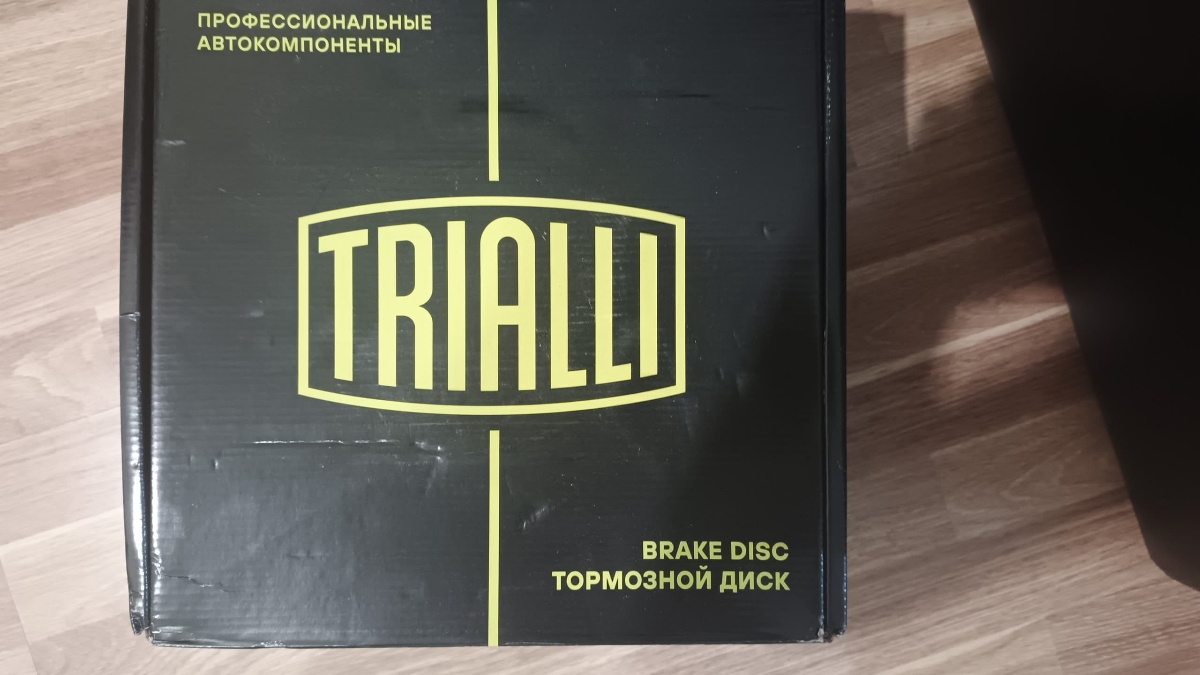 ПРОФЕССИОНАЛЬНЫЕ
АВТОКОМПОНЕНТЫ
TRIALLI
BRAKE DISC
ТОРМОЗНОЙ ДИСК